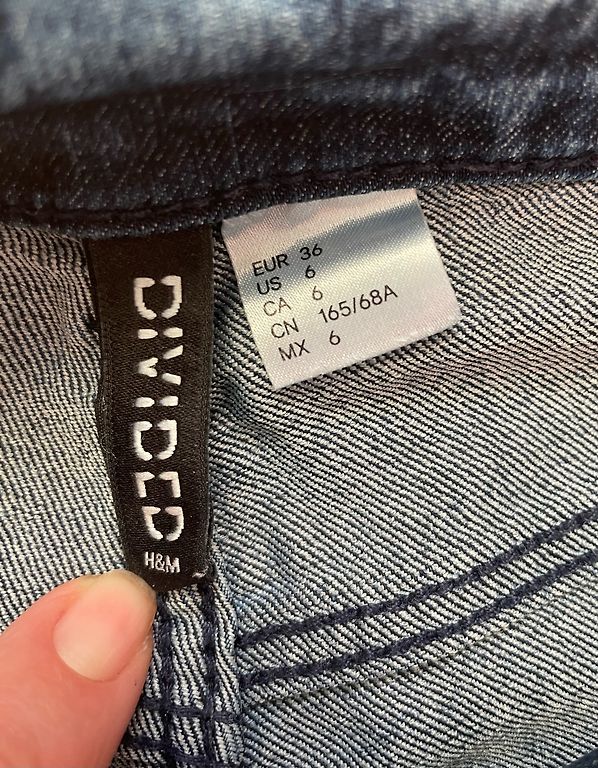 DIVIDED
H&M
EUR 36
US 6
CA 6
CN 165/68A
MX 6